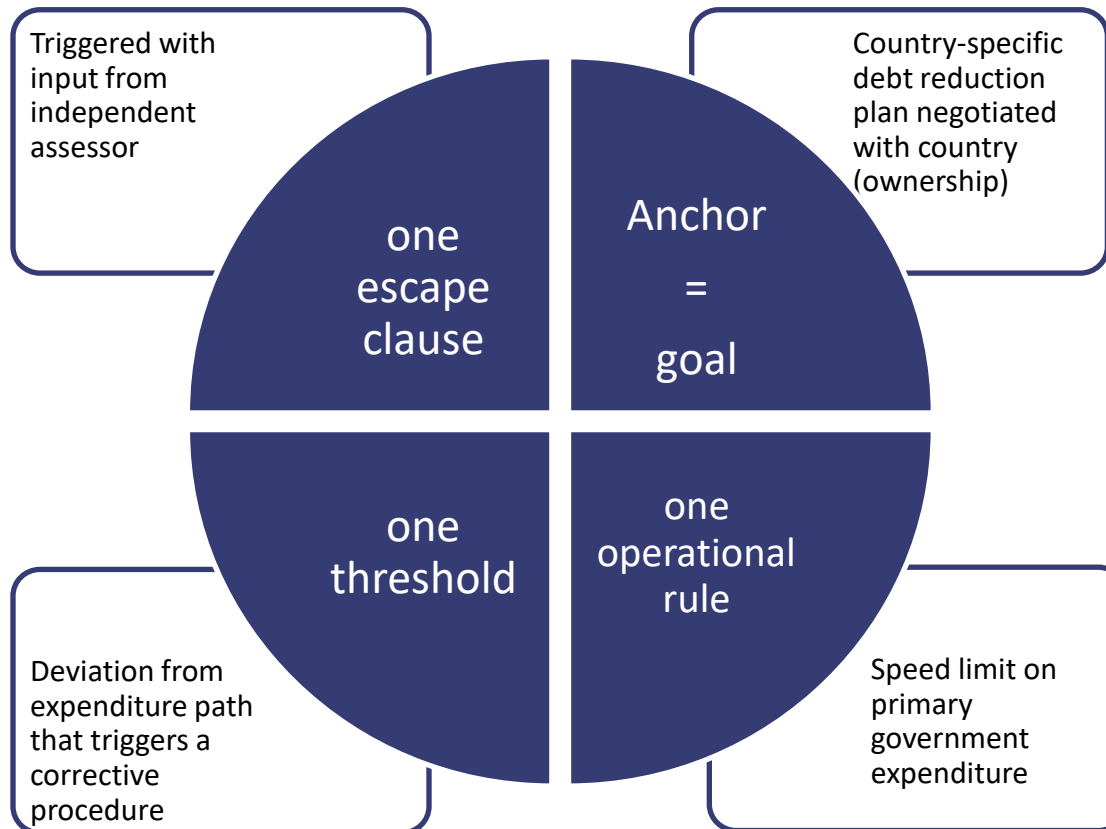 Triggered with
input from
independent
assessor
Country-specific
debt reduction
plan negotiated
with country
(ownership)
one
escape
clause
Anchor
=
goal
one
threshold
one
operational
rule
Deviation from
expenditure path
that triggers a
corrective
procedure
Speed limit on
primary
government
expenditure